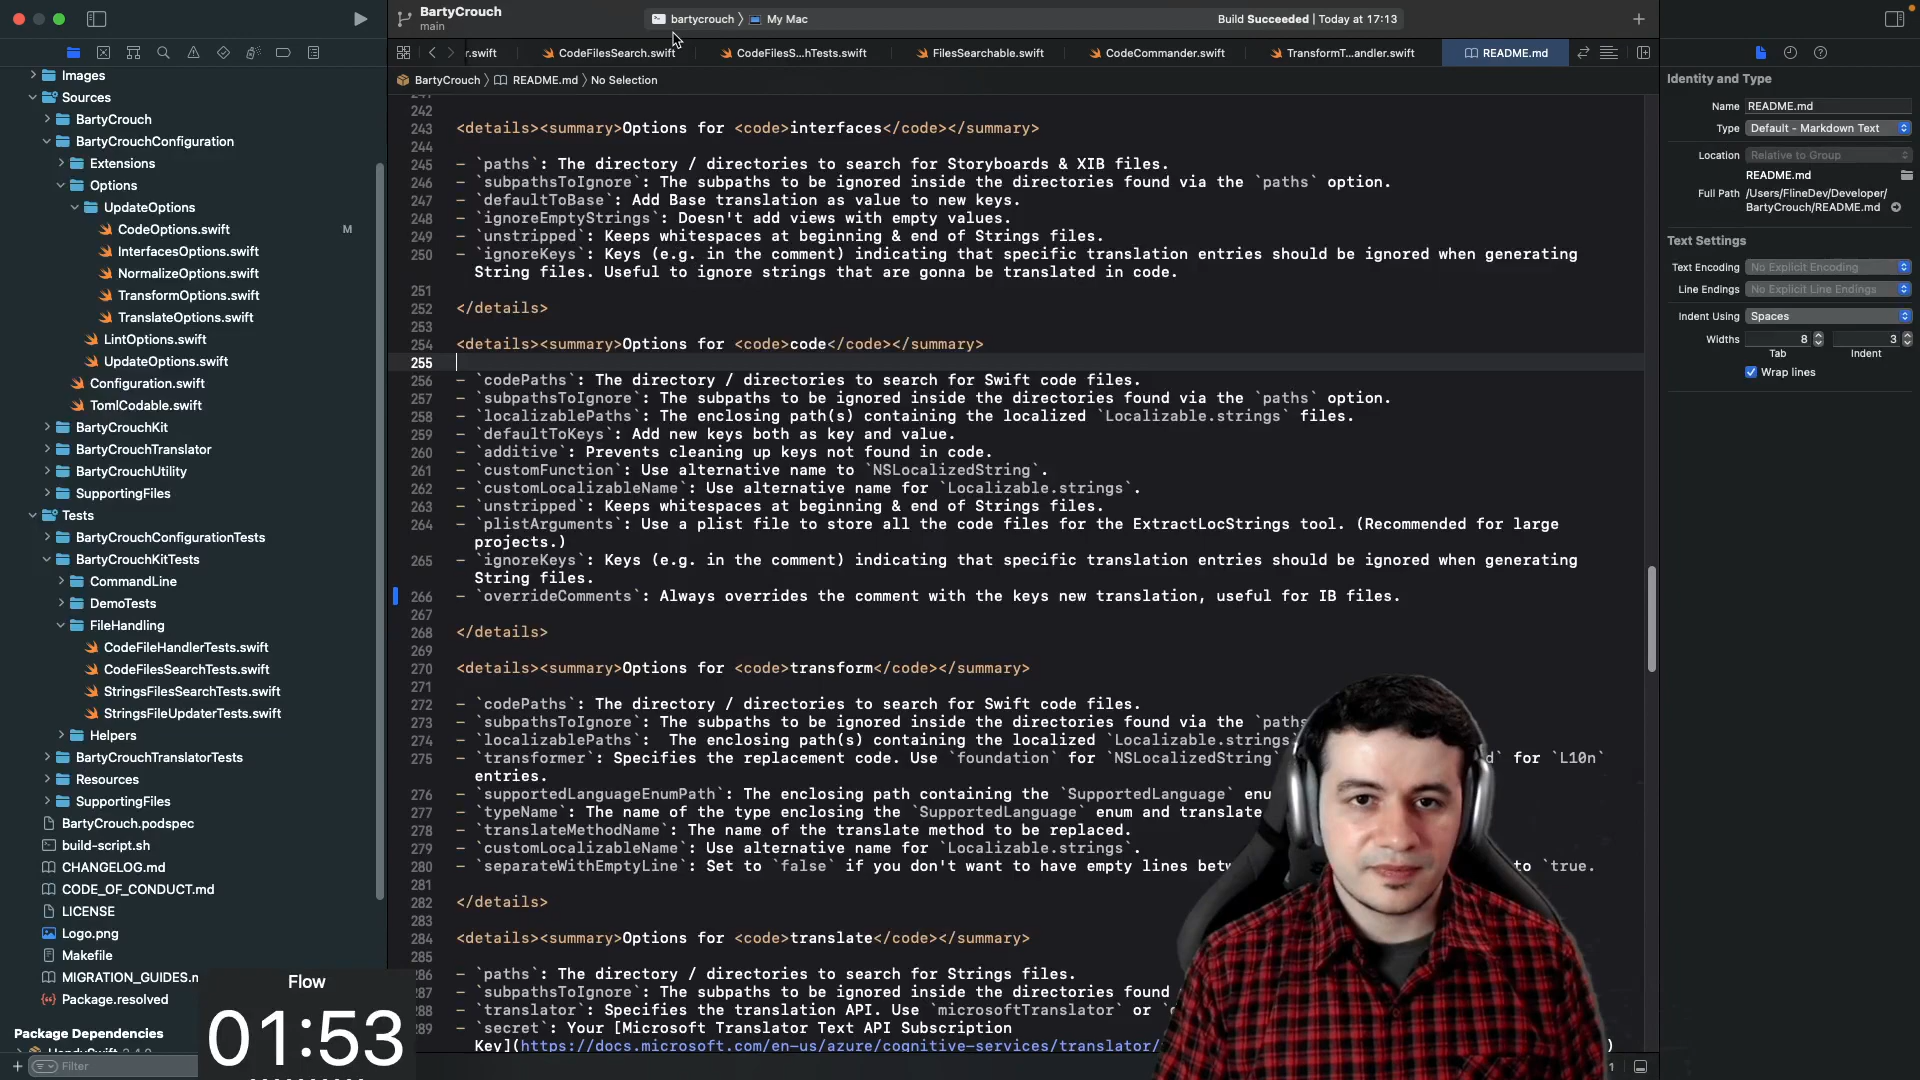 BartyCrouch
main
bartycrouch
My Mac
Build Succeeded | Today at 17:13
r.swift
CodeFilesSearch.swift
CodeFilesS...hTests.swift
FilesSearchable.swift
CodeCommander.swift
TransformT...andler.swift
README.md
BartyCrouch
README.md
No Selection
Images
Sources
BartyCrouch
BartyCrouchConfiguration
Extensions
Options
UpdateOptions
CodeOptions.swift M
InterfacesOptions.swift
NormalizeOptions.swift
TransformOptions.swift
TranslateOptions.swift
LintOptions.swift
UpdateOptions.swift
Configuration.swift
TomlCodable.swift
BartyCrouchKit
BartyCrouchTranslator
BartyCrouchUtility
SupportingFiles
Tests
BartyCrouchConfigurationTests
BartyCrouchKitTests
CommandLine
DemoTests
FileHandling
CodeFileHandlerTests.swift
CodeFilesSearchTests.swift
StringsFilesSearchTests.swift
StringsFileUpdaterTests.swift
Helpers
BartyCrouchTranslatorTests
Resources
SupportingFiles
BartyCrouch.podspec
build-script.sh
CHANGELOG.md
CODE_OF_CONDUCT.md
LICENSE
Logo.png
Makefile
MIGRATION_GUIDES.m
Package.resolved
Package Dependencies
Filter
Flow
01:53
242
243 <details><summary>Options for <code>interfaces</code></summary>
244
245 - `paths`: The directory / directories to search for Storyboards & XIB files.
246 - `subpathsToIgnore`: The subpaths to be ignored inside the directories found via the `paths` option.
247 - `defaultToBase`: Add Base translation as value to new keys.
248 - `ignoreEmptyStrings`: Doesn't add views with empty values.
249 - `unstripped`: Keeps whitespaces at beginning & end of Strings files.
250 - `ignoreKeys`: Keys (e.g. in the comment) indicating that specific translation entries should be ignored when generating
String files. Useful to ignore strings that are gonna be translated in code.
251
252 </details>
253
254 <details><summary>Options for <code>code</code></summary>
255
256 - `codePaths`: The directory / directories to search for Swift code files.
257 - `subpathsToIgnore`: The subpaths to be ignored inside the directories found via the `paths` option.
258 - `localizablePaths`: The enclosing path(s) containing the localized `Localizable.strings` files.
259 - `defaultToKeys`: Add new keys both as key and value.
260 - `additive`: Prevents cleaning up keys not found in code.
261 - `customFunction`: Use alternative name to `NSLocalizedString`.
262 - `customLocalizableName`: Use alternative name for `Localizable.strings`.
263 - `unstripped`: Keeps whitespaces at beginning & end of Strings files.
264 - `plistArguments`: Use a plist file to store all the code files for the ExtractLocStrings tool. (Recommended for large
projects.)
265 - `ignoreKeys`: Keys (e.g. in the comment) indicating that specific translation entries should be ignored when generating
String files.
266 - `overrideComments`: Always overrides the comment with the keys new translation, useful for IB files.
267
268 </details>
269
270 <details><summary>Options for <code>transform</code></summary>
271
272 - `codePaths`: The directory / directories to search for Swift code files.
273 - `subpathsToIgnore`: The subpaths to be ignored inside the directories found via the `paths
274 - `localizablePaths`: The enclosing path(s) containing the localized `Localizable.strings`
275 - `transformer`: Specifies the replacement code. Use `foundation` for `NSLocalizedString` d` for `L10n`
entries.
276 - `supportedLanguageEnumPath`: The enclosing path containing the `SupportedLanguage` enu
277 - `typeName`: The name of the type enclosing the `SupportedLanguage` enum and translate
278 - `translateMethodName`: The name of the translate method to be replaced.
279 - `customLocalizableName`: Use alternative name for `Localizable.strings`.
280 - `separateWithEmptyLine`: Set to `false` if you don't want to have empty lines betw to `true.
281
282 </details>
283
284 <details><summary>Options for <code>translate</code></summary>
285
286 - `paths`: The directory / directories to search for Strings files.
287 - `subpathsToIgnore`: The subpaths to be ignored inside the directories found
288 - `translator`: Specifies the translation API. Use `microsoftTranslator` or
289 - `secret`: Your [Microsoft Translator Text API Subscription
Key](https://docs.microsoft.com/en-us/azure/cognitive-services/translator/ )
Identity and Type
Name README.md
Type Default - Markdown Text
Location Relative to Group
README.md
Full Path /Users/FlineDev/Developer/
BartyCrouch/README.md
Text Settings
Text Encoding No Explicit Encoding
Line Endings No Explicit Line Endings
Indent Using Spaces
Widths 8 3
Tab Indent
Wrap lines